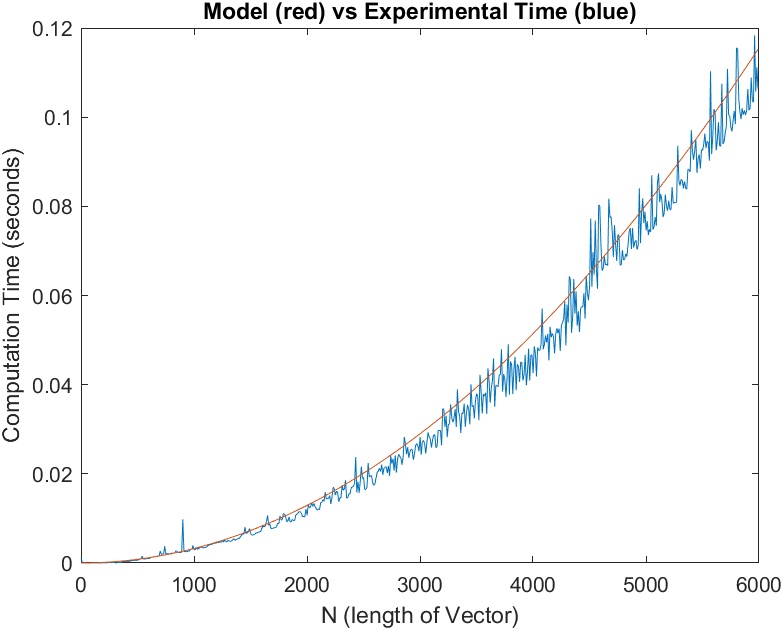 Model (red) vs Experimental Time (blue)
0.12
0.1
0.08
0.06
0.04
0.02
0
Computation Time (seconds)
0 1000 2000 3000 4000 5000 6000
N (length of Vector)